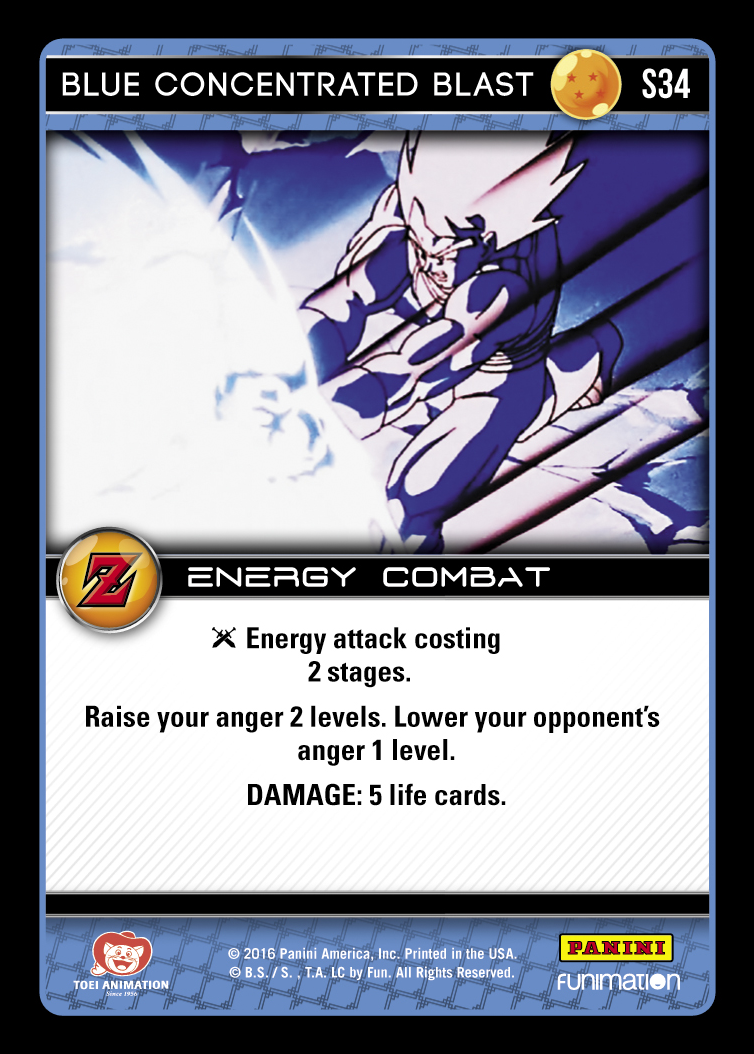 BLUE CONCENTRATED BLAST S34
Z ENERGY COMBAT
Energy attack costing
2 stages.
Raise your anger 2 levels. Lower your opponent's
anger 1 level.
DAMAGE: 5 life cards.
TOEI ANIMATION
Since 1956
© 2016 Panini America, Inc. Printed in the USA.
© B.S. / S. , T.A. LC by Fun. All Rights Reserved.
PANINI
FUNIMATION